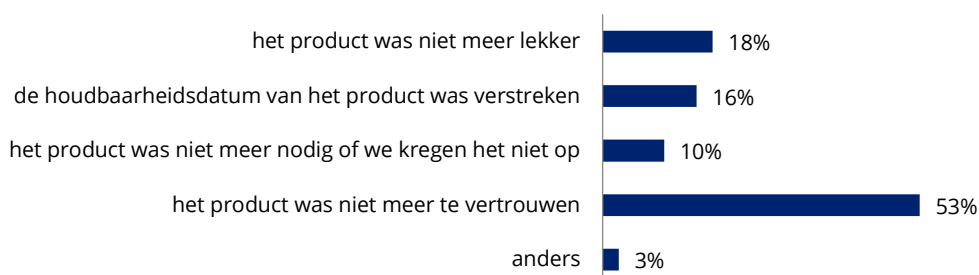 het product was niet meer lekker 18%
de houdbaarheidsdatum van het product was verstreken 16%
het product was niet meer nodig of we kregen het niet op 10%
het product was niet meer te vertrouwen 53%
anders 3%